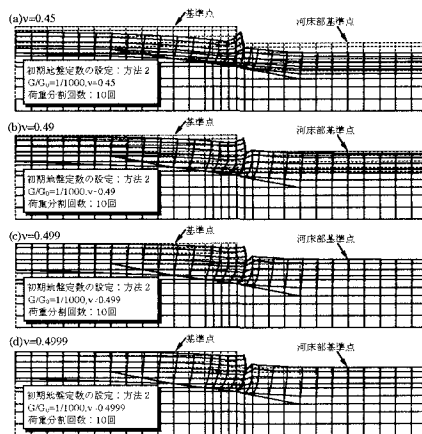 (a)ν=0.45
基準点
河床部基準点
初期地盤定数の設定：方法2
G/G₀=1/1000,ν=0.45
荷重分割回数：10回
(b)ν=0.49
基準点
河床部基準点
初期地盤定数の設定：方法2
G/G₀=1/1000,ν=0.49
荷重分割回数：10回
(c)ν=0.499
基準点
河床部基準点
初期地盤定数の設定：方法2
G/G₀=1/1000,ν=0.499
荷重分割回数：10回
(d)ν=0.4999
基準点
河床部基準点
初期地盤定数の設定：方法2
G/G₀=1/1000,ν=0.4999
荷重分割回数：10回